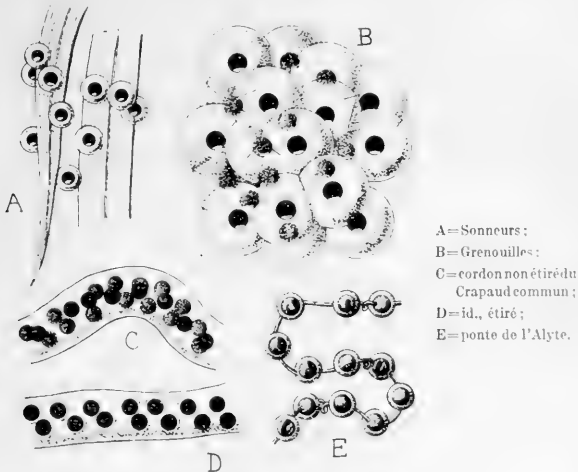 A
B
C
D
E
A=Sonneurs;
B=Grenouilles;
C=cordon non étiré du
Crapaud commun;
D=id., étiré;
E=ponte de l'Alyte.